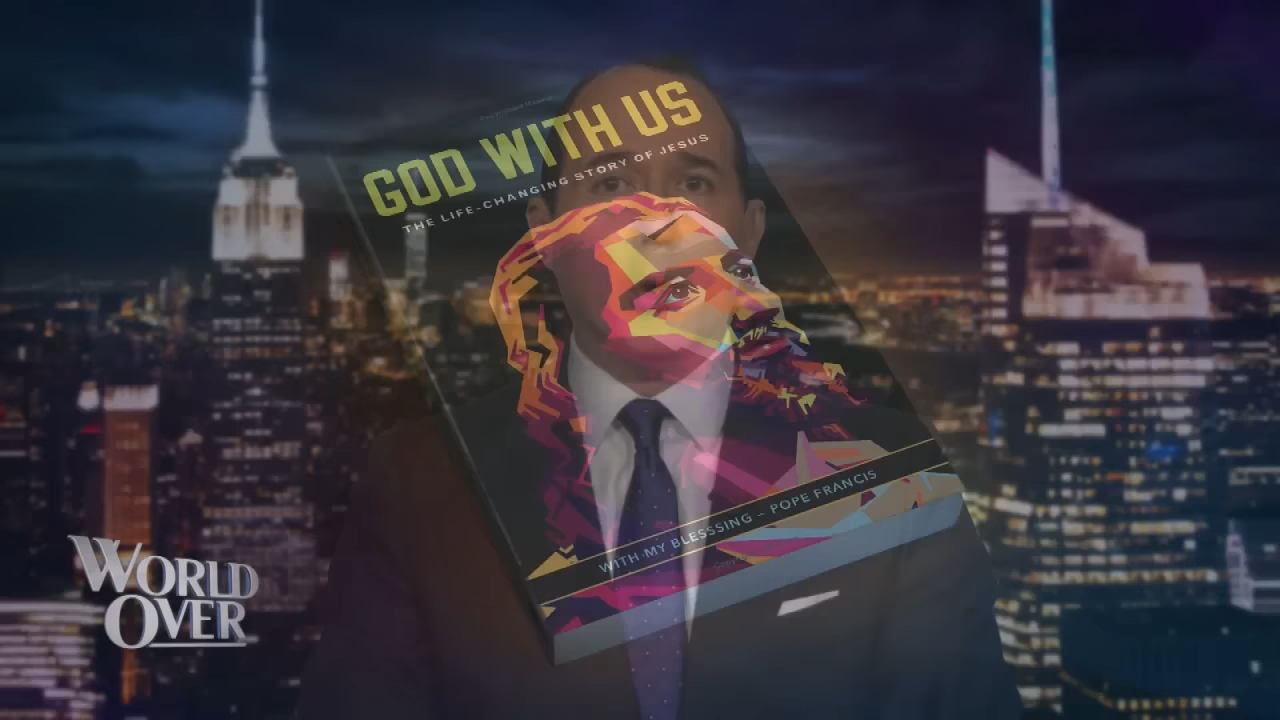 GOD WITH US
THE LIFE-CHANGING STORY OF JESUS
WITH MY BLESSSING – POPE FRANCIS
WORLD
OVER